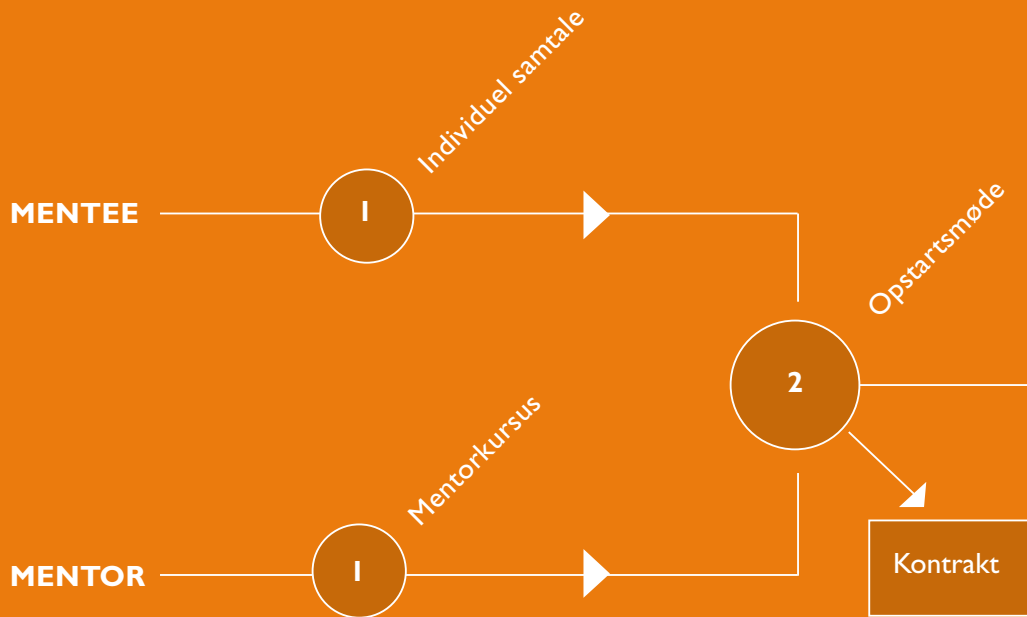 Individuel samtale
MENTEE
1
Opstartsmøde
2
Mentorkursus
MENTOR
1
Kontrakt